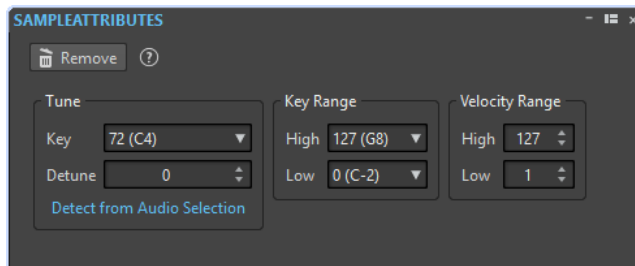 SAMPLEATTRIBUTES
Remove ?
Tune
Key 72 (C4)
Detune 0
Detect from Audio Selection
Key Range
High 127 (G8)
Low 0 (C-2)
Velocity Range
High 127
Low 1